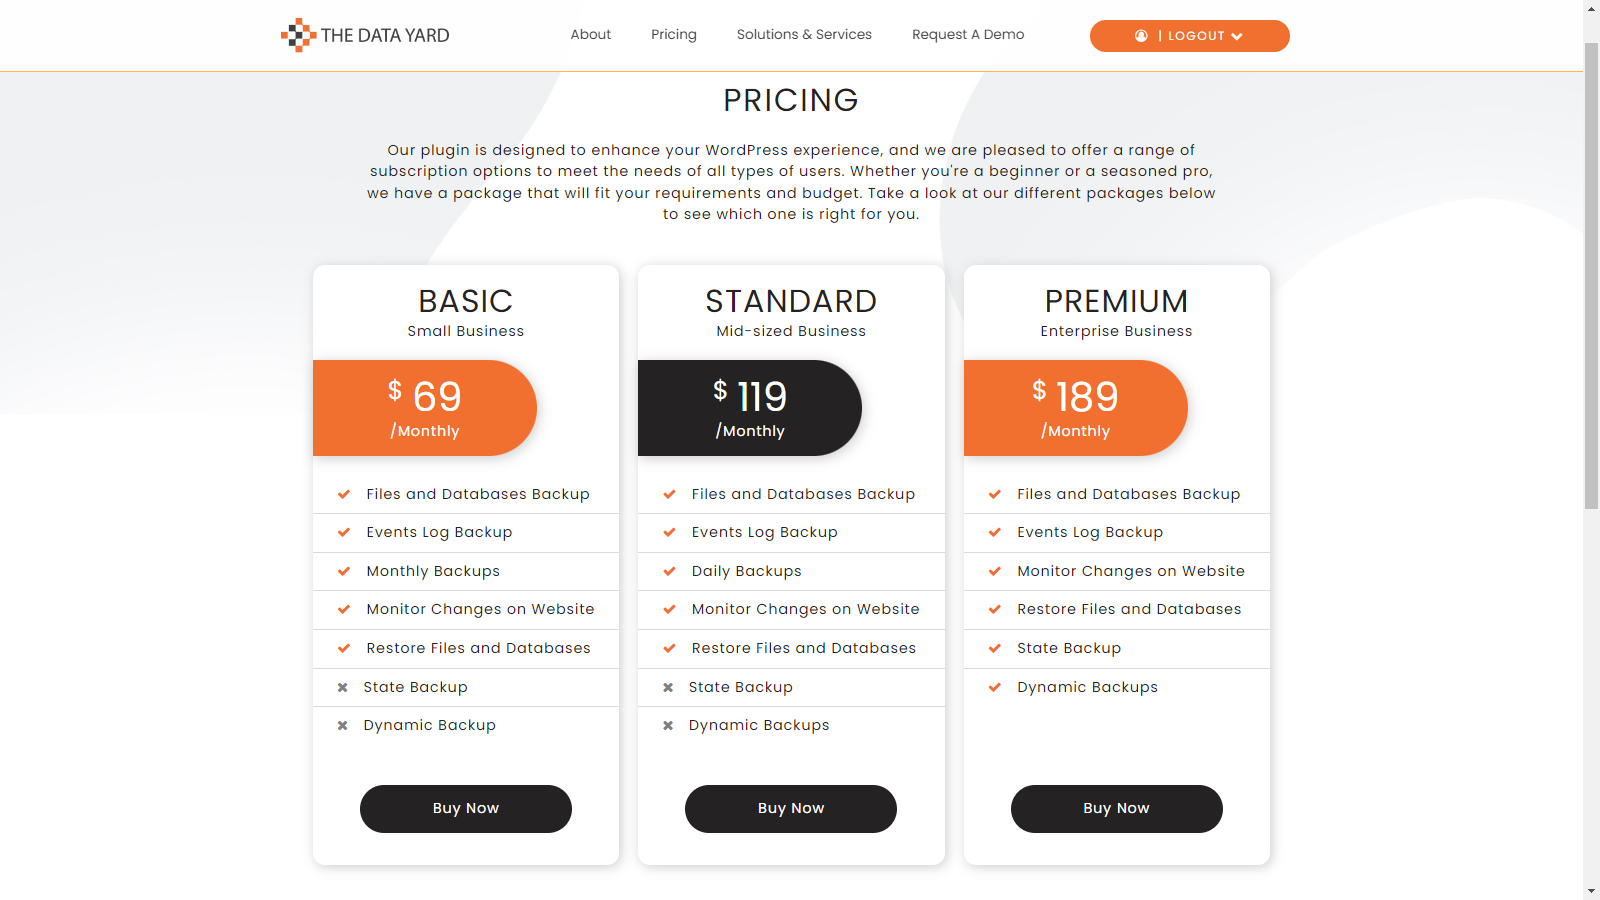 THE DATA YARD
About
Pricing
Solutions & Services
Request A Demo
| LOGOUT
PRICING
Our plugin is designed to enhance your WordPress experience, and we are pleased to offer a range of
subscription options to meet the needs of all types of users. Whether you're a beginner or a seasoned pro,
we have a package that will fit your requirements and budget. Take a look at our different packages below
to see which one is right for you.
BASIC
Small Business
$ 69
/Monthly
Files and Databases Backup
Events Log Backup
Monthly Backups
Monitor Changes on Website
Restore Files and Databases
State Backup
Dynamic Backup
Buy Now
STANDARD
Mid-sized Business
$ 119
/Monthly
Files and Databases Backup
Events Log Backup
Daily Backups
Monitor Changes on Website
Restore Files and Databases
State Backup
Dynamic Backups
Buy Now
PREMIUM
Enterprise Business
$ 189
/Monthly
Files and Databases Backup
Events Log Backup
Monitor Changes on Website
Restore Files and Databases
State Backup
Dynamic Backups
Buy Now